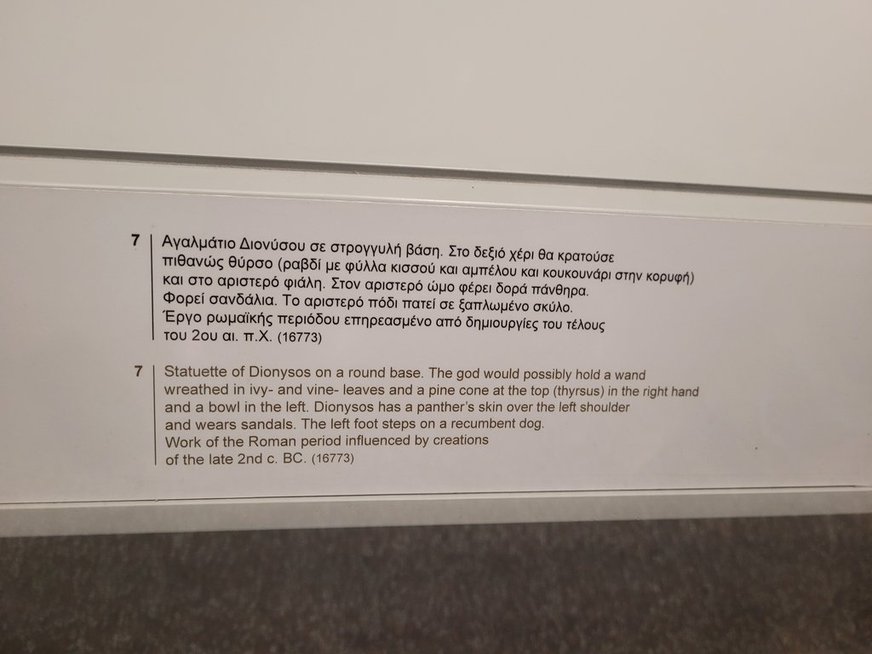 7 Αγαλμάτιο Διονύσου σε στρογγυλή βάση. Στο δεξιό χέρι θα κρατούσε
πιθανώς θύρσο (ραβδί με φύλλα κισσού και αμπέλου και κουκουνάρι στην κορυφή)
και στο αριστερό φιάλη. Στον αριστερό ώμο φέρει δορά πάνθηρα.
Φορεί σανδάλια. Το αριστερό πόδι πατεί σε ξαπλωμένο σκύλο.
Έργο ρωμαϊκής περιόδου επηρεασμένο από δημιουργίες του τέλους
του 2ου αι. π.Χ. (16773)
7 Statuette of Dionysos on a round base. The god would possibly hold a wand
wreathed in ivy- and vine- leaves and a pine cone at the top (thyrsus) in the right hand
and a bowl in the left. Dionysos has a panther's skin over the left shoulder
and wears sandals. The left foot steps on a recumbent dog.
Work of the Roman period influenced by creations
of the late 2nd c. BC. (16773)